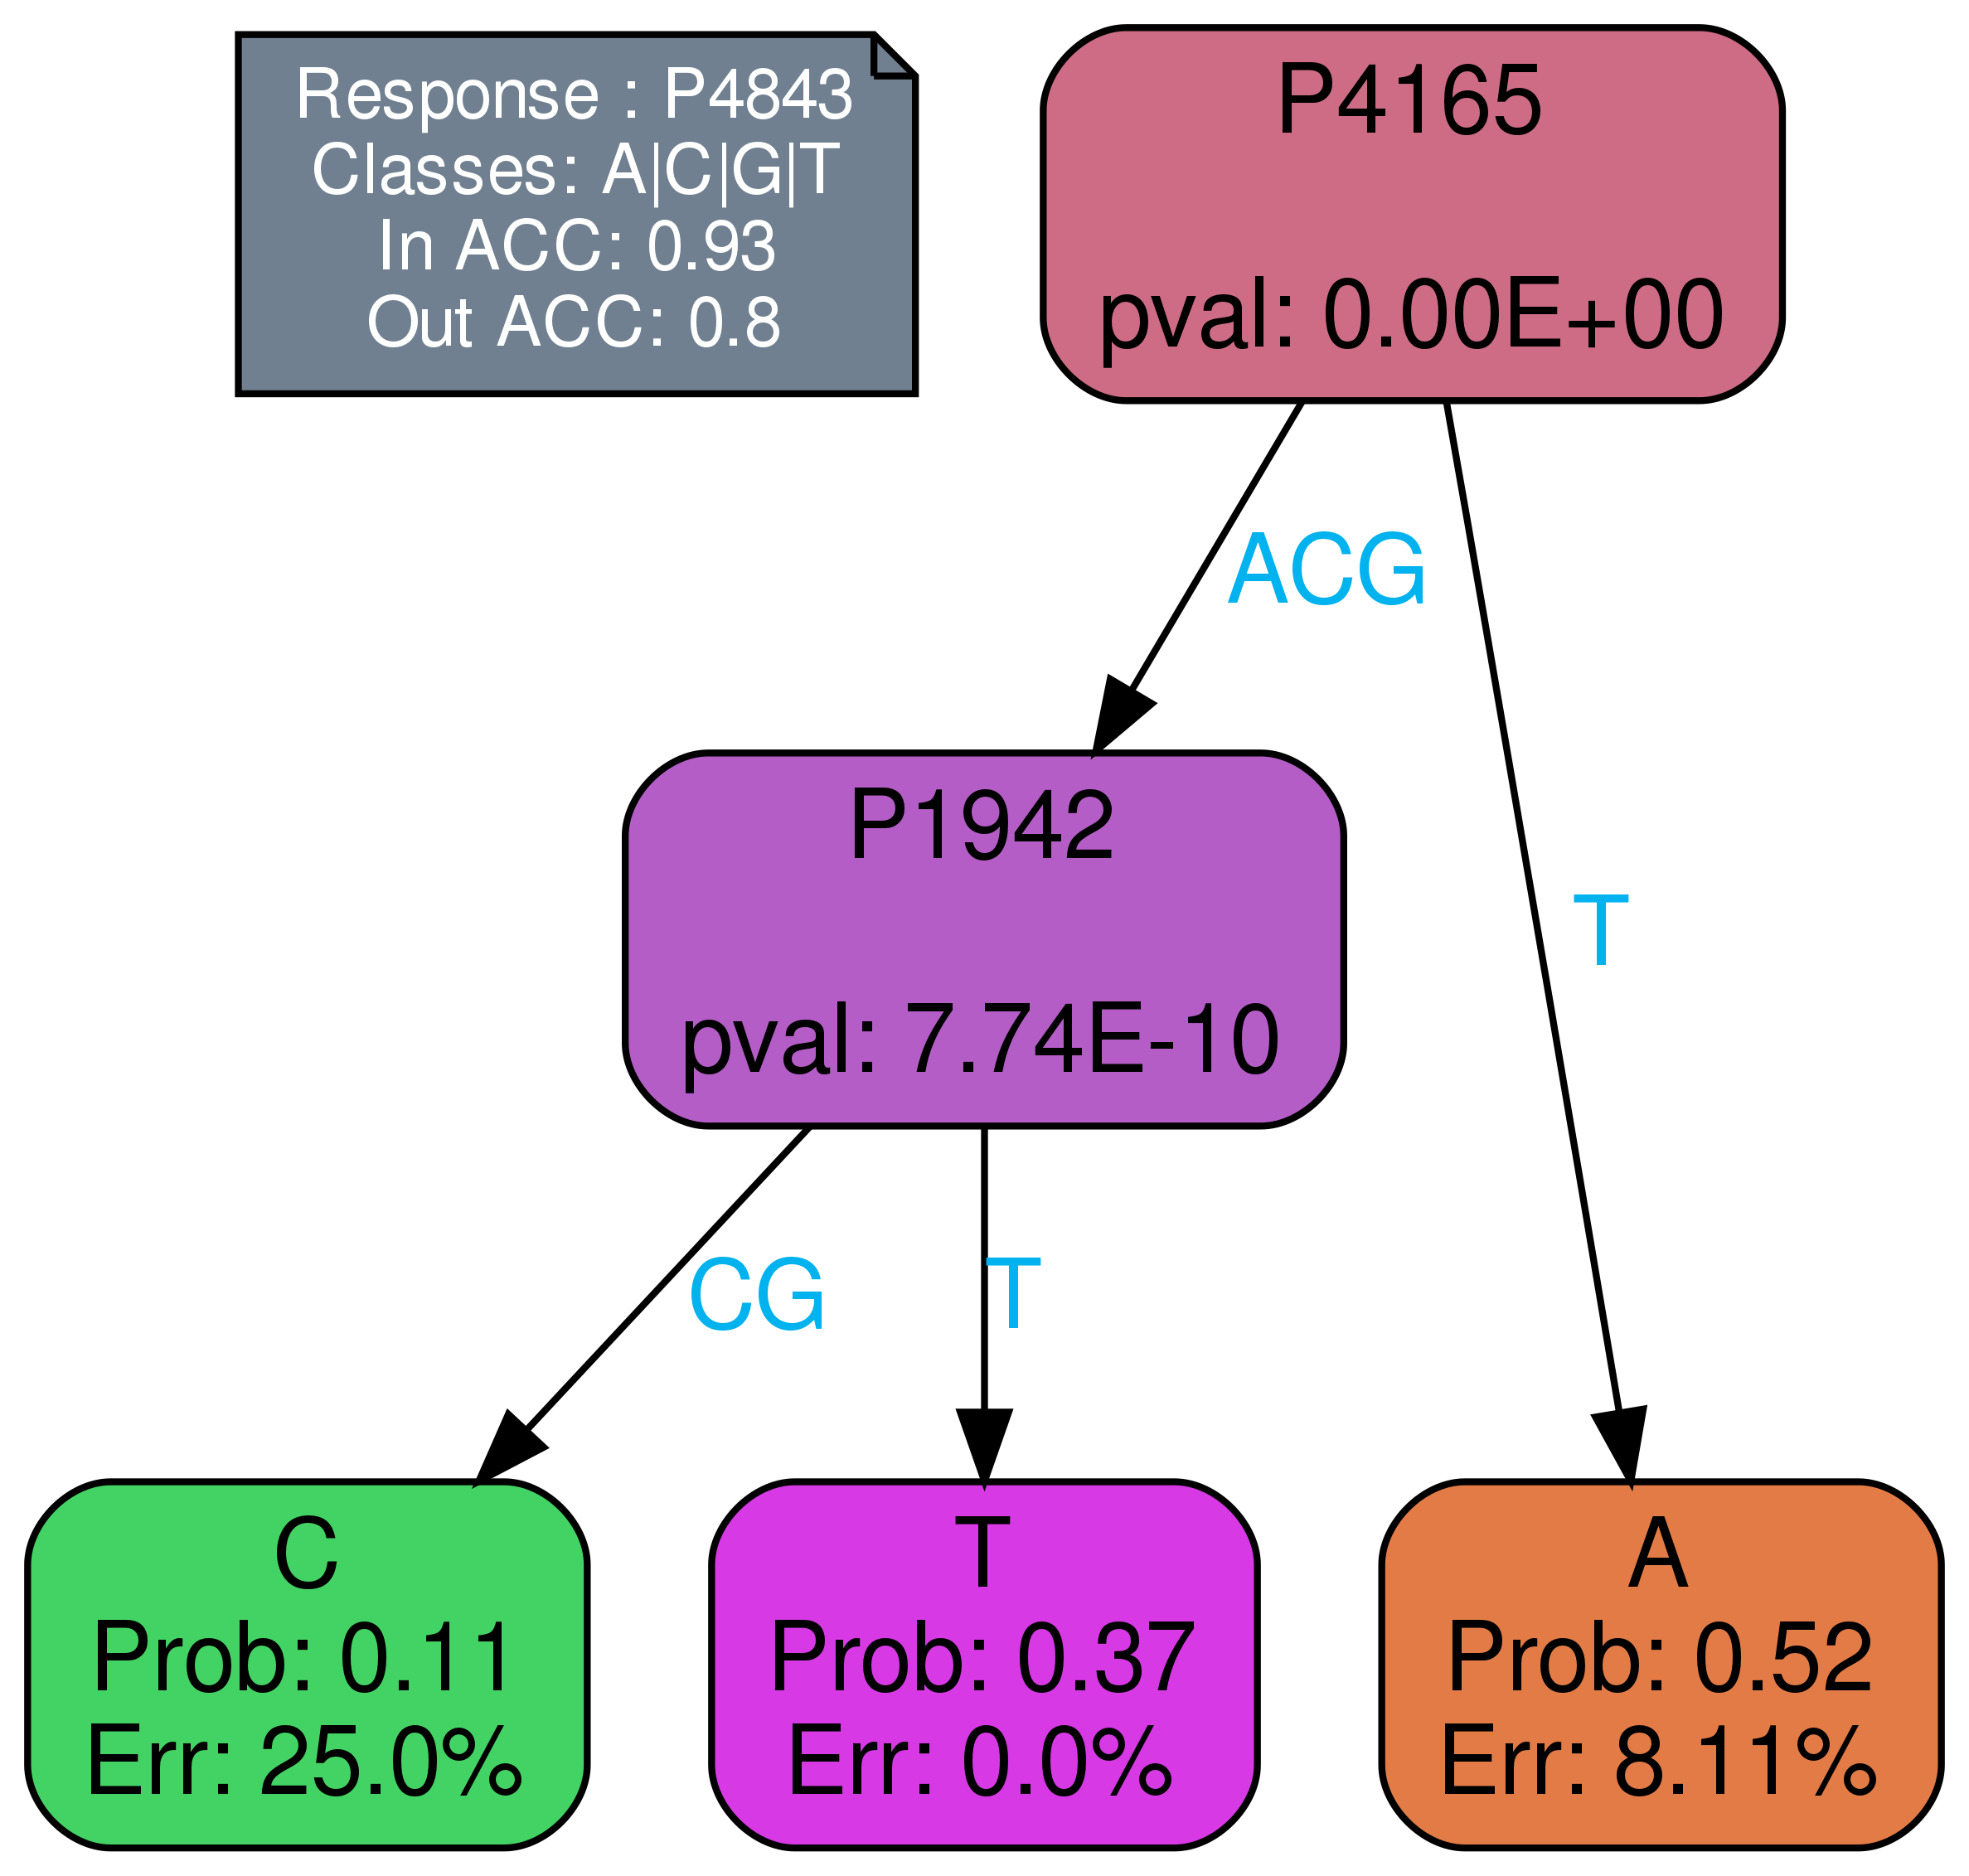 Response : P4843
Classes: A|C|G|T
In ACC: 0.93
Out ACC: 0.8
P4165
pval: 0.00E+00
ACG
T
P1942
pval: 7.74E-10
CG
T
C
Prob: 0.11
Err: 25.0%
T
Prob: 0.37
Err: 0.0%
A
Prob: 0.52
Err: 8.11%